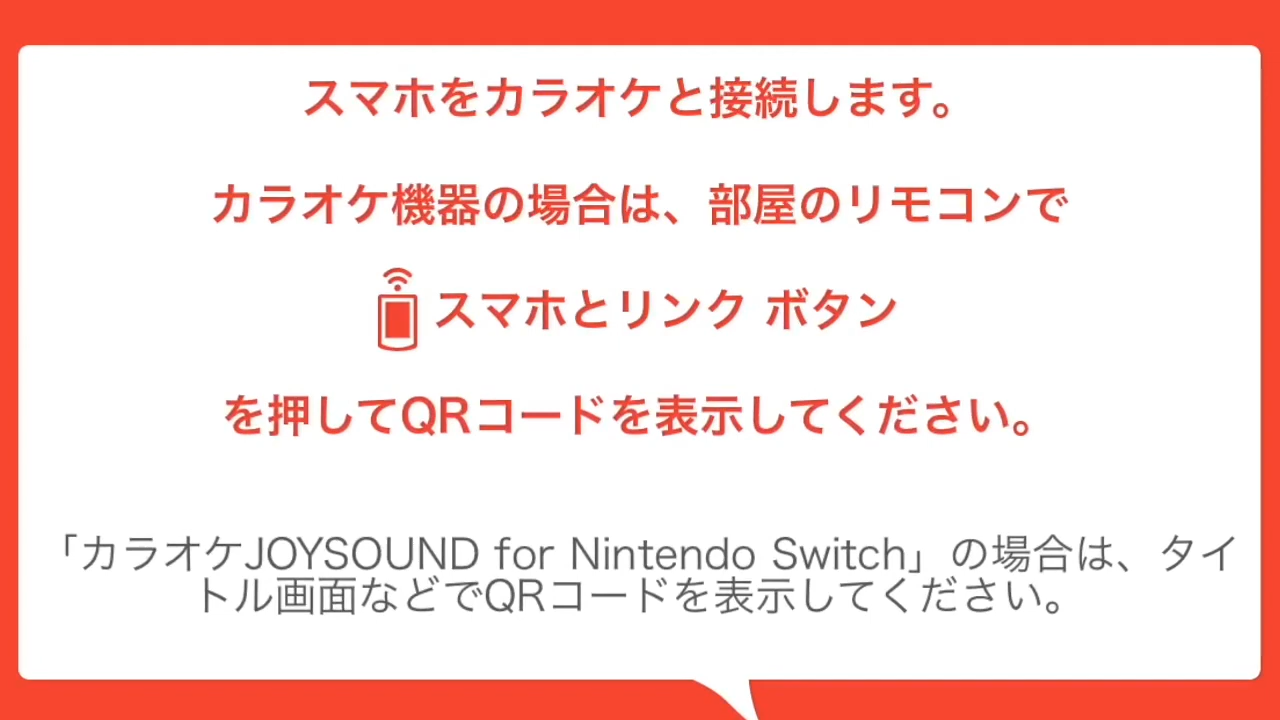 スマホをカラオケと接続します。
カラオケ機器の場合は、部屋のリモコンで
スマホとリンク ボタン
を押してQRコードを表示してください。
「カラオケJOYSOUND for Nintendo Switch」の場合は、タイ
トル画面などでQRコードを表示してください。